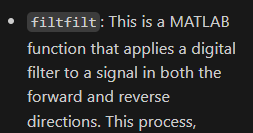 • filtfilt: This is a MATLAB
function that applies a digital
filter to a signal in both the
forward and reverse
directions. This process,